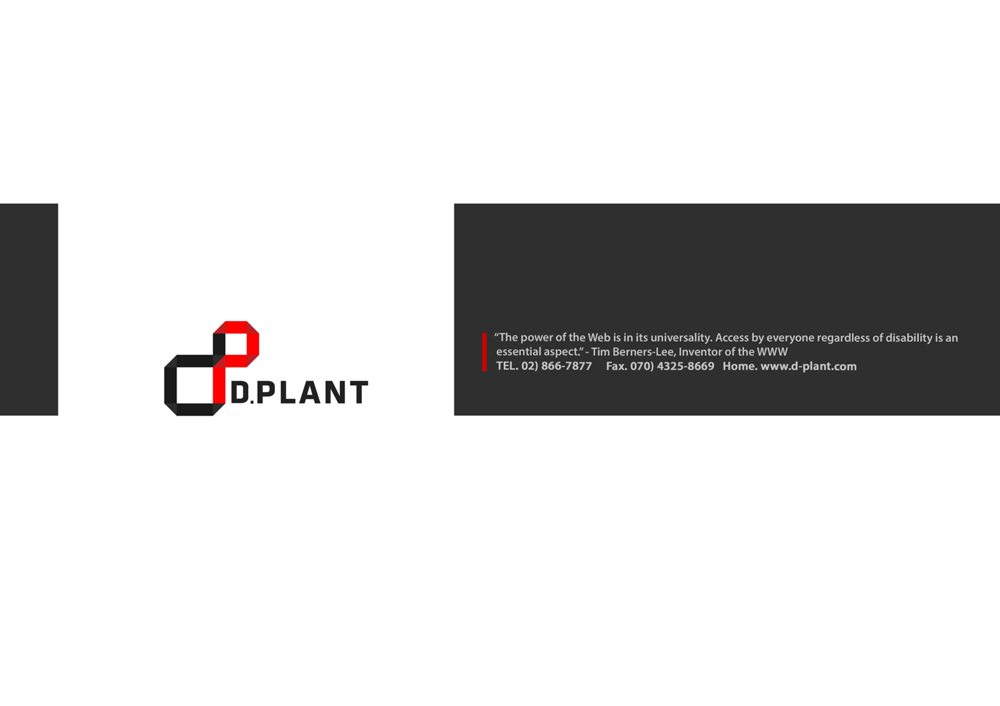 D.PLANT
“The power of the Web is in its universality. Access by everyone regardless of disability is an
essential aspect.” - Tim Berners-Lee, Inventor of the WWW
TEL. 02) 866-7877 Fax. 070) 4325-8669 Home. www.d-plant.com